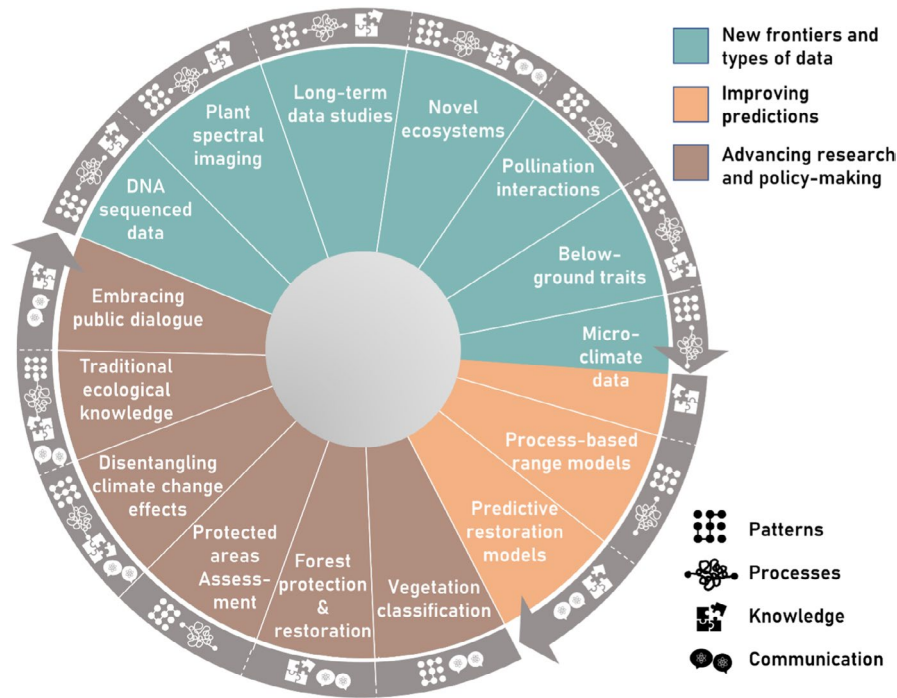 Long-term
data studies
Novel
ecosystems
Pollination
interactions
Below-
ground traits
Micro-
climate
data
Process-based
range models
Predictive
restoration
models
Vegetation
classification
Forest
protection
&
restoration
Protected
areas
Assess-
ment
Disentangling
climate change
effects
Traditional
ecological
knowledge
Embracing
public dialogue
DNA
sequenced
data
Plant
spectral
imaging
New frontiers and
types of data
Improving
predictions
Advancing research
and policy-making
Patterns
Processes
Knowledge
Communication